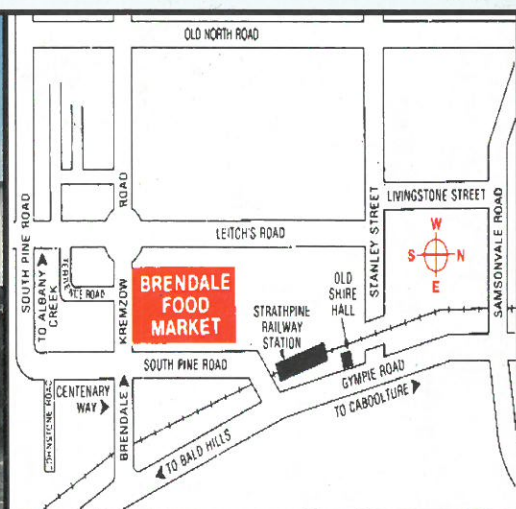 OLD NORTH ROAD
SOUTH PINE ROAD
ROAD
KREMZOW
LEITCH'S ROAD
STANLEY STREET
LIVINGSTONE STREET
SAMSONVALE ROAD
W
S N
E
TO ALBANY
CREEK
ROAD
BRENDALE
FOOD
MARKET
STRATHPINE
RAILWAY
STATION
OLD
SHIRE
HALL
SOUTH PINE ROAD
GYMPIE ROAD
TO CABOOLTURE
CENTENARY
WAY
JOHNSTONE ROAD
BRENDALE
TO BALD HILLS